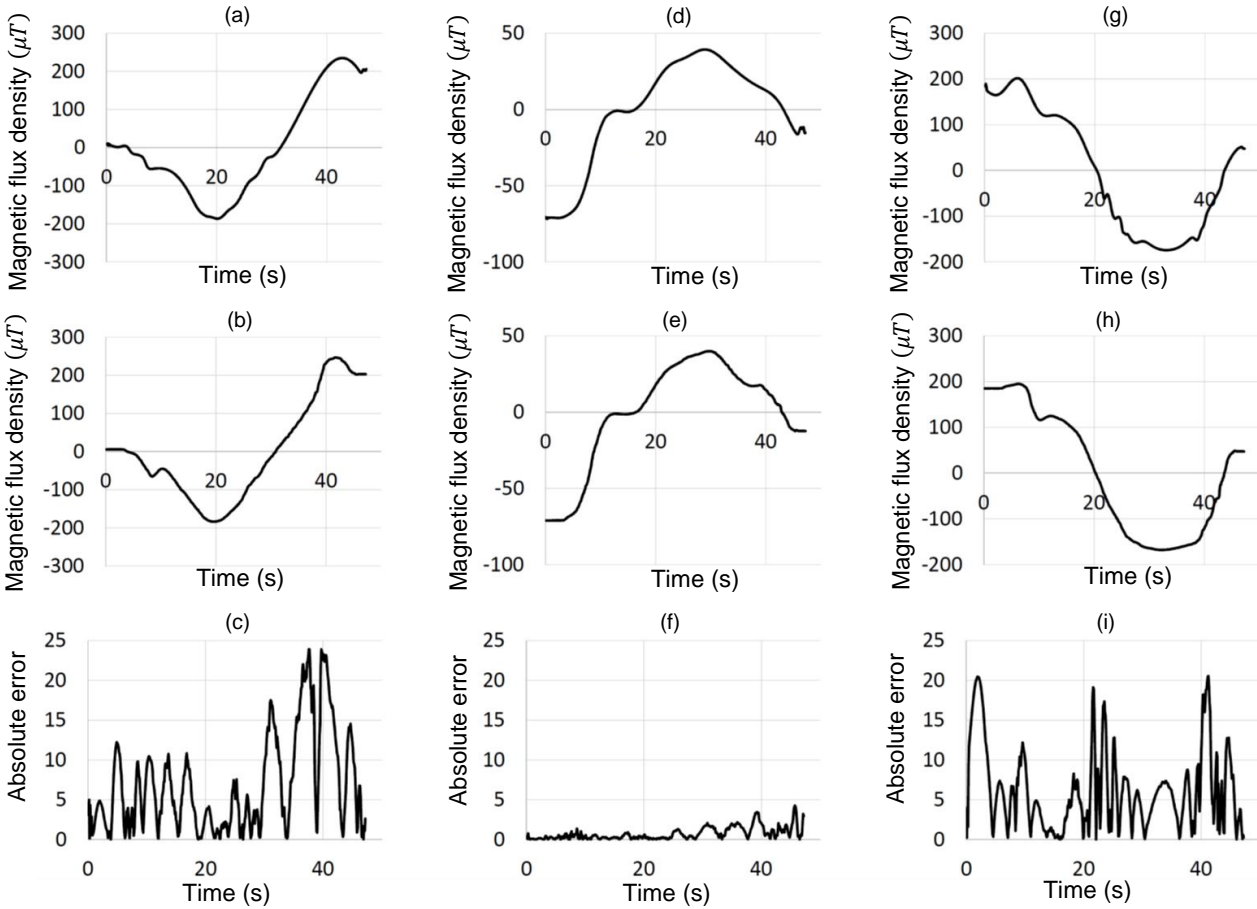 (a)
Magnetic flux density (μT)
300
200
100
0
-100
-200
-300
0
20
40
Time (s)
(d)
Magnetic flux density (μT)
50
0
-50
-100
0
20
40
Time (s)
(g)
Magnetic flux density (μT)
300
200
100
0
-100
-200
0
20
40
Time (s)
(b)
Magnetic flux density (μT)
300
200
100
0
-100
-200
-300
0
20
40
Time (s)
(e)
Magnetic flux density (μT)
50
0
-50
-100
0
20
40
Time (s)
(h)
Magnetic flux density (μT)
300
200
100
0
-100
-200
0
20
40
Time (s)
(c)
Absolute error
25
20
15
10
5
0
0
20
40
Time (s)
(f)
Absolute error
25
20
15
10
5
0
0
20
40
Time (s)
(i)
Absolute error
25
20
15
10
5
0
0
20
40
Time (s)